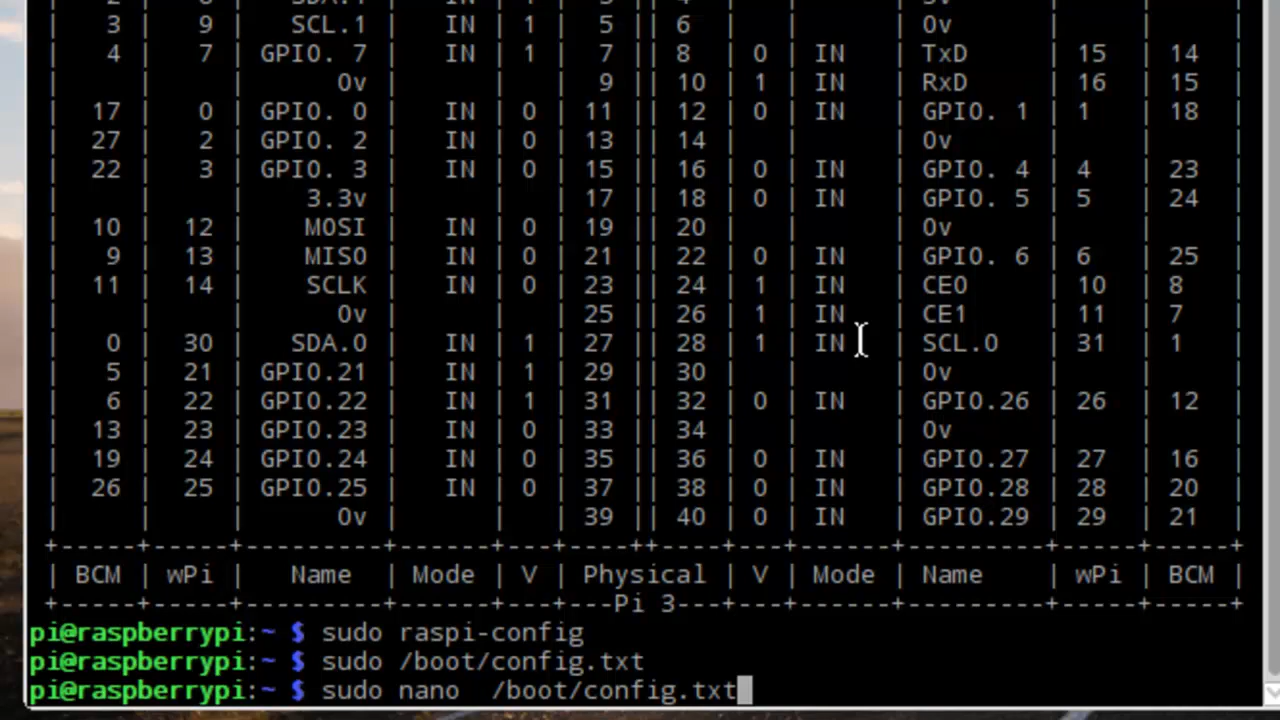 | 3 | 9 | SCL.1 | IN | 1 | 5 || 6 | | | 0v | | |
| 4 | 7 | GPIO. 7 | IN | 1 | 7 || 8 | 0 | IN | TxD | 15 | 14 |
| | | 0v | | | 9 || 10 | 1 | IN | RxD | 16 | 15 |
| 17 | 0 | GPIO. 0 | IN | 0 | 11 || 12 | 0 | IN | GPIO. 1 | 1 | 18 |
| 27 | 2 | GPIO. 2 | IN | 0 | 13 || 14 | | | 0v | | |
| 22 | 3 | GPIO. 3 | IN | 0 | 15 || 16 | 0 | IN | GPIO. 4 | 4 | 23 |
| | | 3.3v | | | 17 || 18 | 0 | IN | GPIO. 5 | 5 | 24 |
| 10 | 12 | MOSI | IN | 0 | 19 || 20 | | | 0v | | |
| 9 | 13 | MISO | IN | 0 | 21 || 22 | 0 | IN | GPIO. 6 | 6 | 25 |
| 11 | 14 | SCLK | IN | 0 | 23 || 24 | 1 | IN | CE0 | 10 | 8 |
| | | 0v | | | 25 || 26 | 1 | IN | CE1 | 11 | 7 |
| 0 | 30 | SDA.0 | IN | 1 | 27 || 28 | 1 | IN | SCL.0 | 31 | 1 |
| 5 | 21 | GPIO.21 | IN | 1 | 29 || 30 | | | 0v | | |
| 6 | 22 | GPIO.22 | IN | 1 | 31 || 32 | 0 | IN | GPIO.26 | 26 | 12 |
| 13 | 23 | GPIO.23 | IN | 0 | 33 || 34 | | | 0v | | |
| 19 | 24 | GPIO.24 | IN | 0 | 35 || 36 | 0 | IN | GPIO.27 | 27 | 16 |
| 26 | 25 | GPIO.25 | IN | 0 | 37 || 38 | 0 | IN | GPIO.28 | 28 | 20 |
| | | 0v | | | 39 || 40 | 0 | IN | GPIO.29 | 29 | 21 |
+-----+-----+---------+------+---+----++----+---+------+---------+-----+-----+
| BCM | wPi | Name | Mode | V | Physical | V | Mode | Name | wPi | BCM |
+-----+-----+---------+------+---+---Pi 3---+---+------+---------+-----+-----+
pi@raspberrypi:~ $ sudo raspi-config
pi@raspberrypi:~ $ sudo /boot/config.txt
pi@raspberrypi:~ $ sudo nano  /boot/config.txt